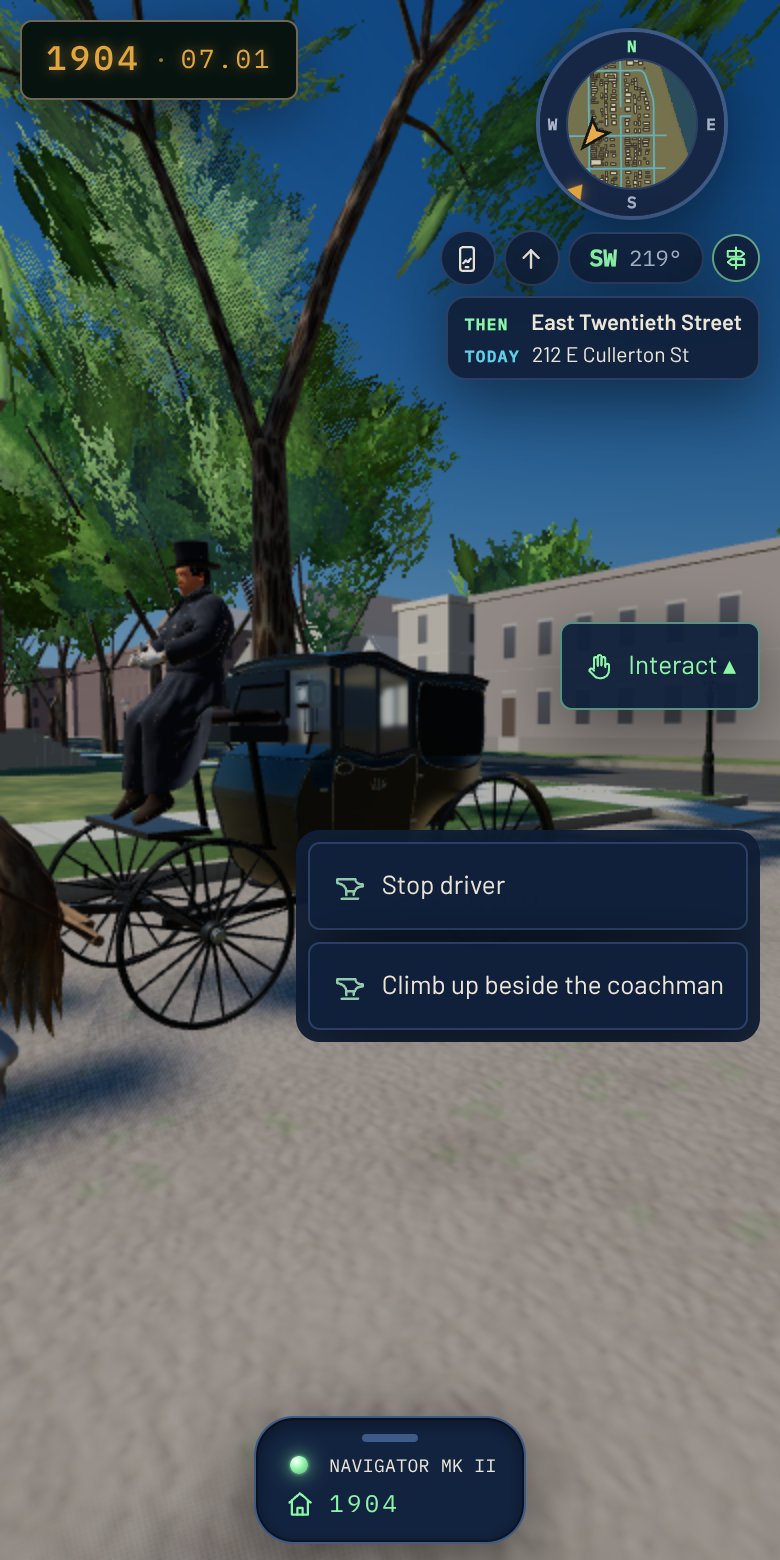 1904 · 07.01
N
W
E
S
SW 219°
THEN East Twentieth Street
TODAY 212 E Cullerton St
Interact ▲
Stop driver
Climb up beside the coachman
NAVIGATOR MK II
1904